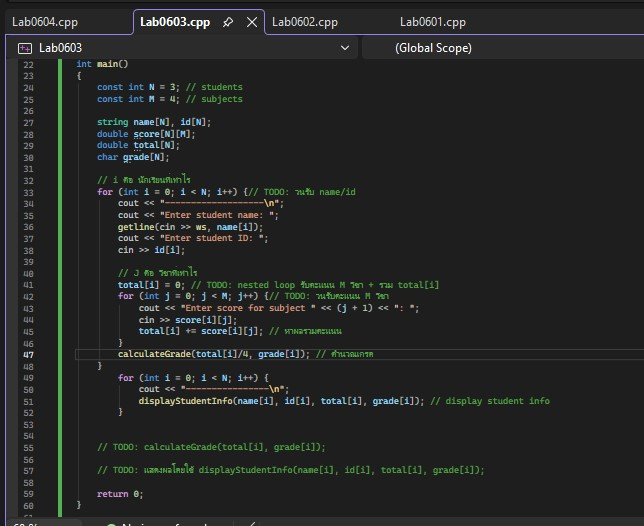 Lab0604.cpp
Lab0603.cpp
Lab0602.cpp
Lab0601.cpp
Lab0603
(Global Scope)
22 int main()
23 {
24 const int N = 3; // students
25 const int M = 4; // subjects
26
27 string name[N], id[N];
28 double score[N][M];
29 double total[N];
30 char grade[N];
31
32 // i คือ นักเรียนที่เท่าไร
33 for (int i = 0; i < N; i++) {// TODO: วนรับ name/id
34 cout << "-------------------\n";
35 cout << "Enter student name: ";
36 getline(cin >> ws, name[i]);
37 cout << "Enter student ID: ";
38 cin >> id[i];
39
40 // J คือ วิชาที่เท่าไร
41 total[i] = 0; // TODO: nested loop รับคะแนน M วิชา + รวม total[i]
42 for (int j = 0; j < M; j++) {// TODO: วนรับคะแนน M วิชา
43 cout << "Enter score for subject " << (j + 1) << ": ";
44 cin >> score[i][j];
45 total[i] += score[i][j]; // หาผลรวมคะแนน
46 }
47 calculateGrade(total[i]/4, grade[i]); // คำนวณเกรด
48 }
49 for (int i = 0; i < N; i++) {
50 cout << "----------------\n";
51 displayStudentInfo(name[i], id[i], total[i], grade[i]); // display student info
52 }
53
54
55 // TODO: calculateGrade(total[i], grade[i]);
56
57 // TODO: แสดงผลโดยใช้ displayStudentInfo(name[i], id[i], total[i], grade[i]);
58
59 return 0;
60 }